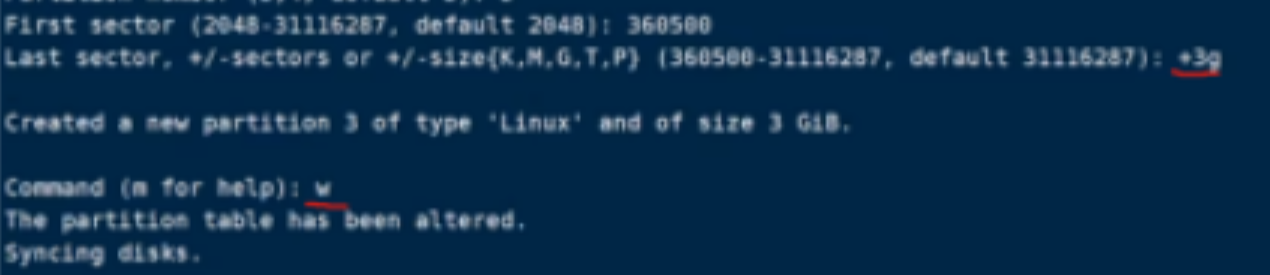 First sector (2048-31116287, default 2048): 360500
Last sector, +/-sectors or +/-size{K,M,G,T,P} (360500-31116287, default 31116287): +3g
Created a new partition 3 of type 'Linux' and of size 3 GiB.
Command (m for help): w
The partition table has been altered.
Syncing disks.